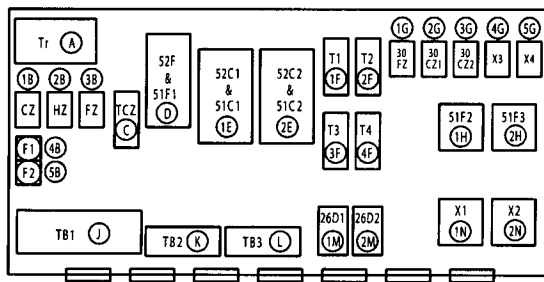 1G 2G 3G 4G 5G
Tr A
30 FZ
30 CZ1
30 CZ2
X3
X4
1B 2B 3B
CZ HZ FZ
TCZ C
52F & 51F1 D
52C1 & 51C1 1E
52C2 & 51C2 2E
T1 1F
T2 2F
T3 3F
T4 4F
51F2 1H
51F3 2H
F1 4B
F2 5B
TB1 J
TB2 K
TB3 L
26D1 1M
26D2 2M
X1 1N
X2 2N